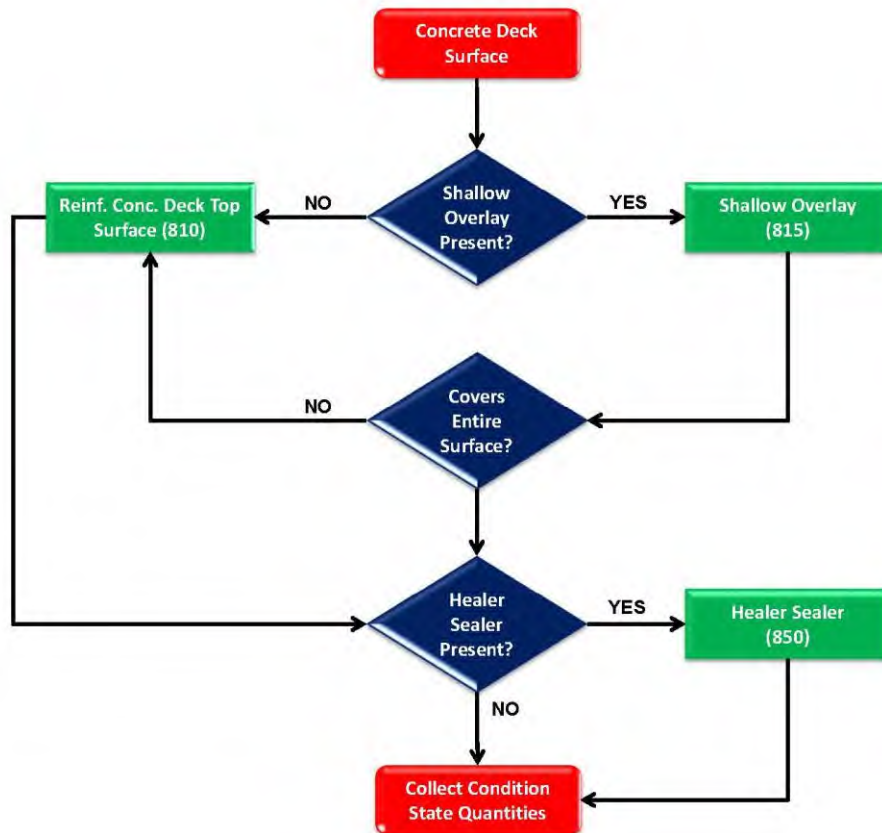 Concrete Deck
Surface
Shallow
Overlay
Present?
NO
YES
Reinf. Conc. Deck Top
Surface (810)
Shallow Overlay
(815)
Covers
Entire
Surface?
NO
Healer
Sealer
Present?
YES
Healer Sealer
(850)
NO
Collect Condition
State Quantities